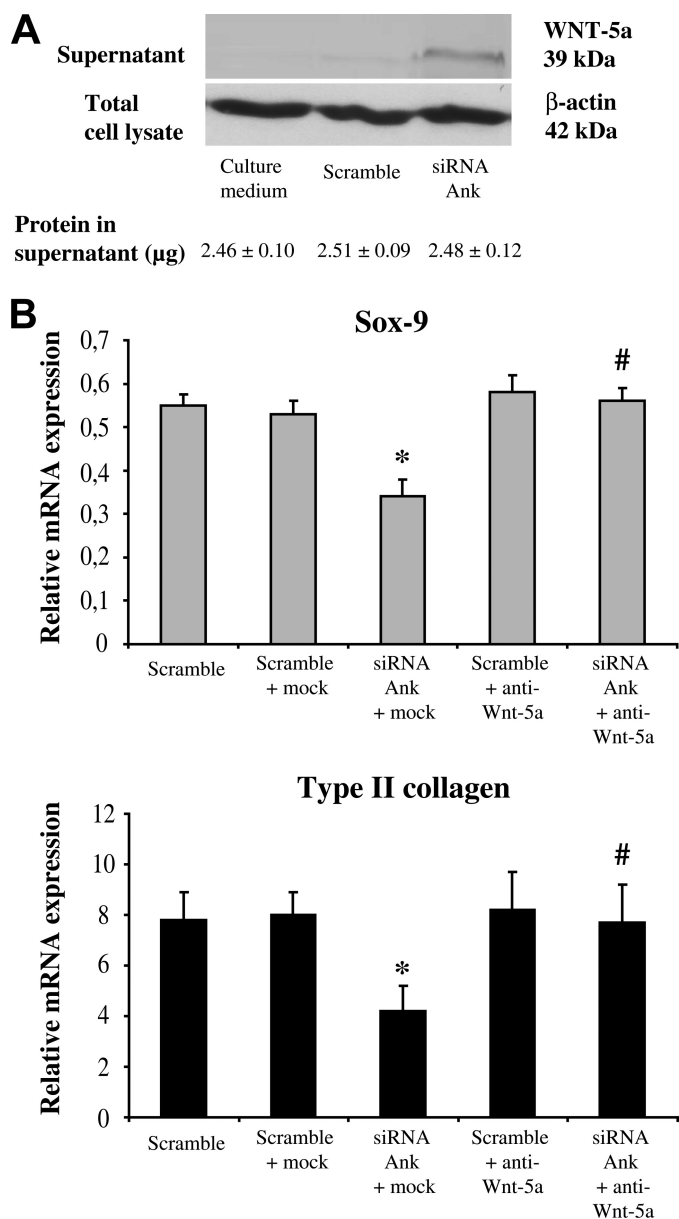 A
Supernatant
WNT-5a
39 kDa
Total
cell lysate
β-actin
42 kDa
Culture
medium
Scramble
siRNA
Ank
Protein in
supernatant (µg)
2.46 ± 0.10
2.51 ± 0.09
2.48 ± 0.12
B
Sox-9
Relative mRNA expression
0,7
0,6
0,5
0,4
0,3
0,2
0,1
0
*
#
Scramble
Scramble
+ mock
siRNA
Ank
+ mock
Scramble
+ anti-
Wnt-5a
siRNA
Ank
+ anti-
Wnt-5a
Type II collagen
Relative mRNA expression
12
10
8
6
4
2
0
*
#
Scramble
Scramble
+ mock
siRNA
Ank
+ mock
Scramble
+ anti-
Wnt-5a
siRNA
Ank
+ anti-
Wnt-5a